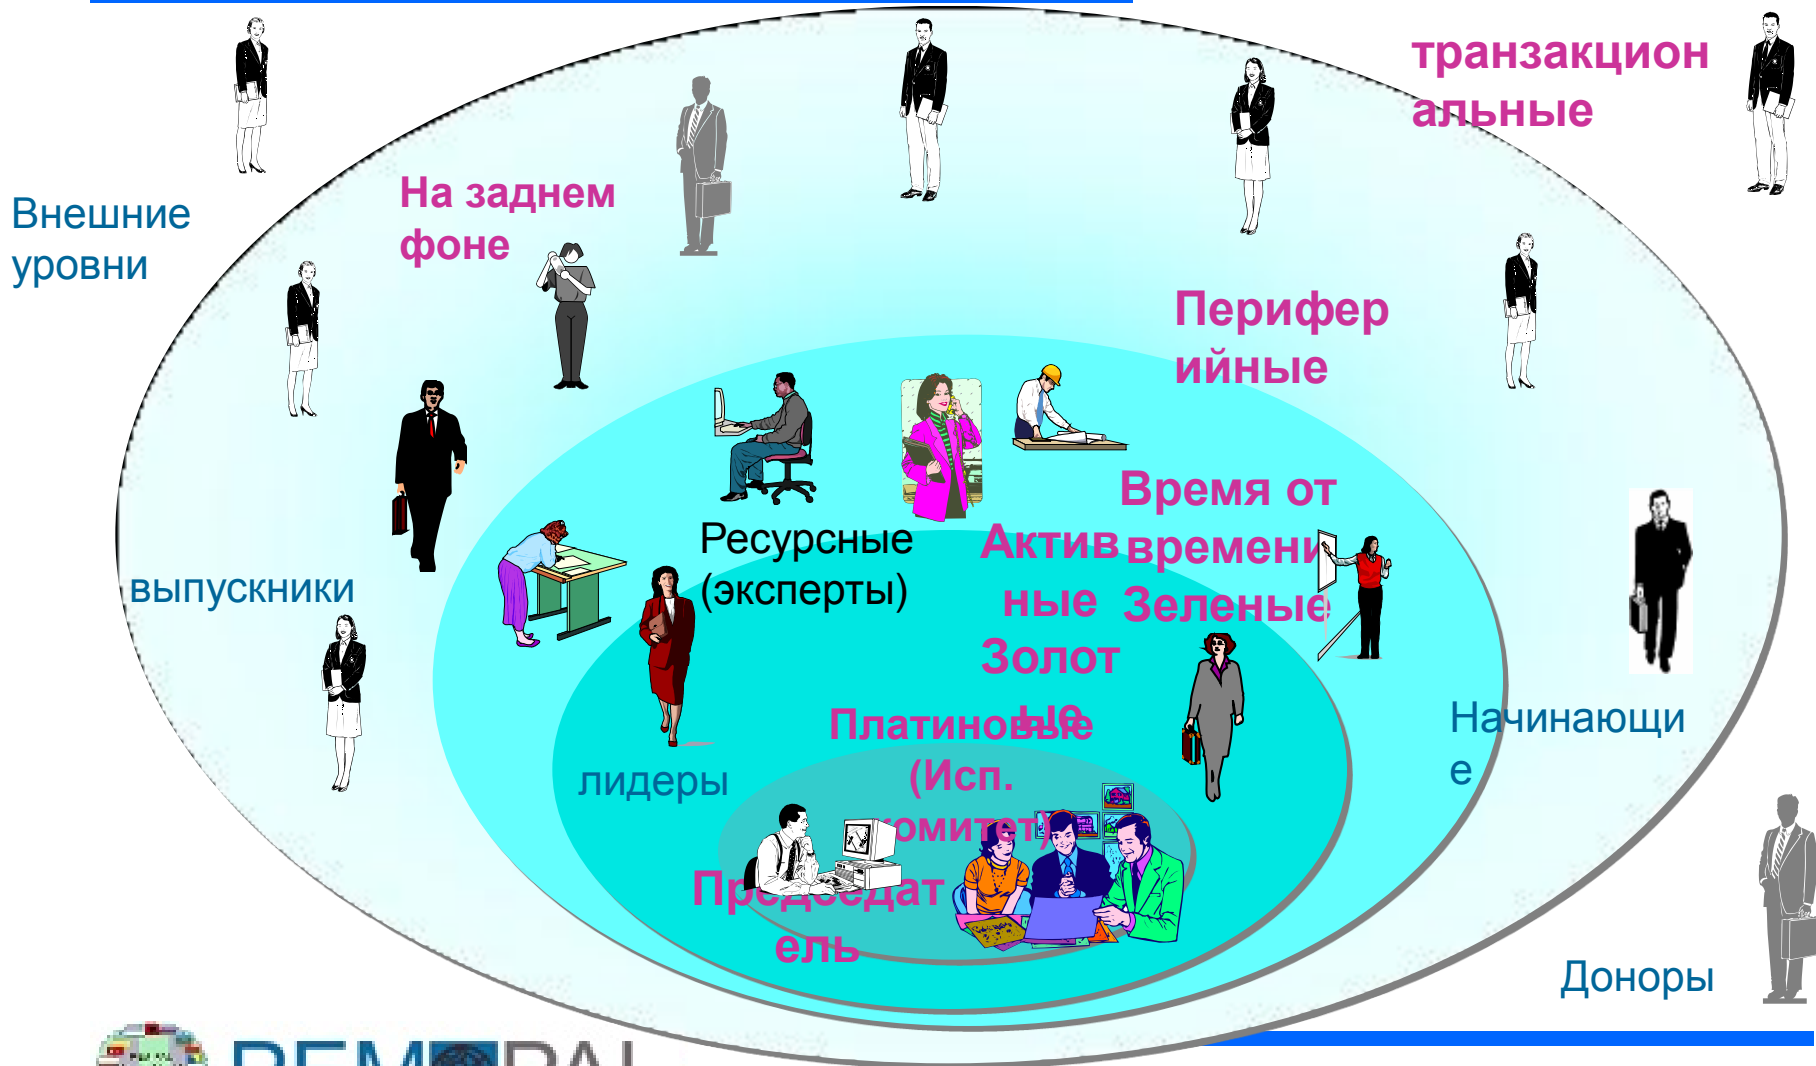 транзакцион
альные
На заднем
фоне
Внешние
уровни
Перифер
ийные
Время от
времени
Зеленые
Ресурсные
(эксперты)
Актив
ные
Золот
ые
выпускники
Платиновые
(Исп.
комитет)
Начинающи
е
лидеры
Председат
ель
Доноры
PEMPAL